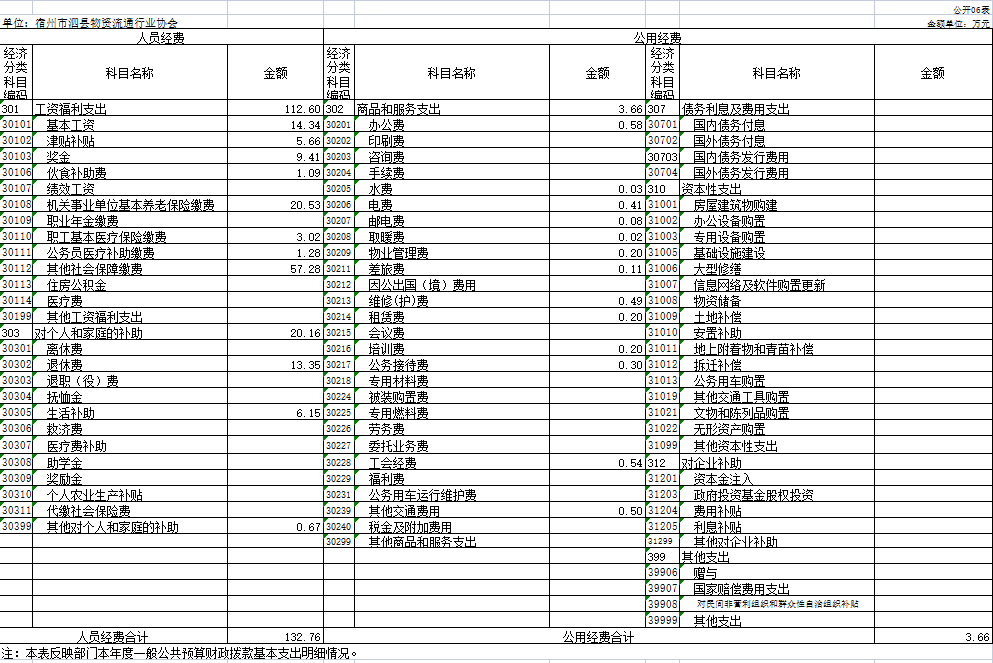 公开06表
单位：宿州市泗县物资流通行业协会 金额单位：万元
人员经费 公用经费
经济分类科目编码 科目名称 金额 经济分类科目编码 科目名称 金额 经济分类科目编码 科目名称 金额
301 工资福利支出 112.60 302 商品和服务支出 3.66 307 债务利息及费用支出
30101 基本工资 14.34 30201 办公费 0.58 30701 国内债务付息
30102 津贴补贴 5.66 30202 印刷费 30702 国外债务付息
30103 奖金 9.41 30203 咨询费 30703 国内债务发行费用
30106 伙食补助费 1.09 30204 手续费 30704 国外债务发行费用
30107 绩效工资 30205 水费 0.03 310 资本性支出
30108 机关事业单位基本养老保险缴费 20.53 30206 电费 0.41 31001 房屋建筑物购建
30109 职业年金缴费 30207 邮电费 0.08 31002 办公设备购置
30110 职工基本医疗保险缴费 3.02 30208 取暖费 0.02 31003 专用设备购置
30111 公务员医疗补助缴费 1.28 30209 物业管理费 0.20 31005 基础设施建设
30112 其他社会保障缴费 57.28 30211 差旅费 0.11 31006 大型修缮
30113 住房公积金 30212 因公出国（境）费用 31007 信息网络及软件购置更新
30114 医疗费 30213 维修(护)费 0.49 31008 物资储备
30199 其他工资福利支出 30214 租赁费 0.20 31009 土地补偿
303 对个人和家庭的补助 20.16 30215 会议费 31010 安置补助
30301 离休费 30216 培训费 0.20 31011 地上附着物和青苗补偿
30302 退休费 13.35 30217 公务接待费 0.30 31012 拆迁补偿
30303 退职（役）费 30218 专用材料费 31013 公务用车购置
30304 抚恤金 30224 被装购置费 31019 其他交通工具购置
30305 生活补助 6.15 30225 专用燃料费 31021 文物和陈列品购置
30306 救济费 30226 劳务费 31022 无形资产购置
30307 医疗费补助 30227 委托业务费 31099 其他资本性支出
30308 助学金 30228 工会经费 0.54 312 对企业补助
30309 奖励金 30229 福利费 31201 资本金注入
30310 个人农业生产补贴 30231 公务用车运行维护费 31203 政府投资基金股权投资
30311 代缴社会保险费 30239 其他交通费用 0.50 31204 费用补贴
30399 其他对个人和家庭的补助 0.67 30240 税金及附加费用 31205 利息补贴
30299 其他商品和服务支出 31299 其他对企业补助
399 其他支出
39906 赠与
39907 国家赔偿费用支出
39908 对民间非营利组织和群众性自治组织补贴
39999 其他支出
人员经费合计 132.76 公用经费合计 3.66
注：本表反映部门本年度一般公共预算财政拨款基本支出明细情况。